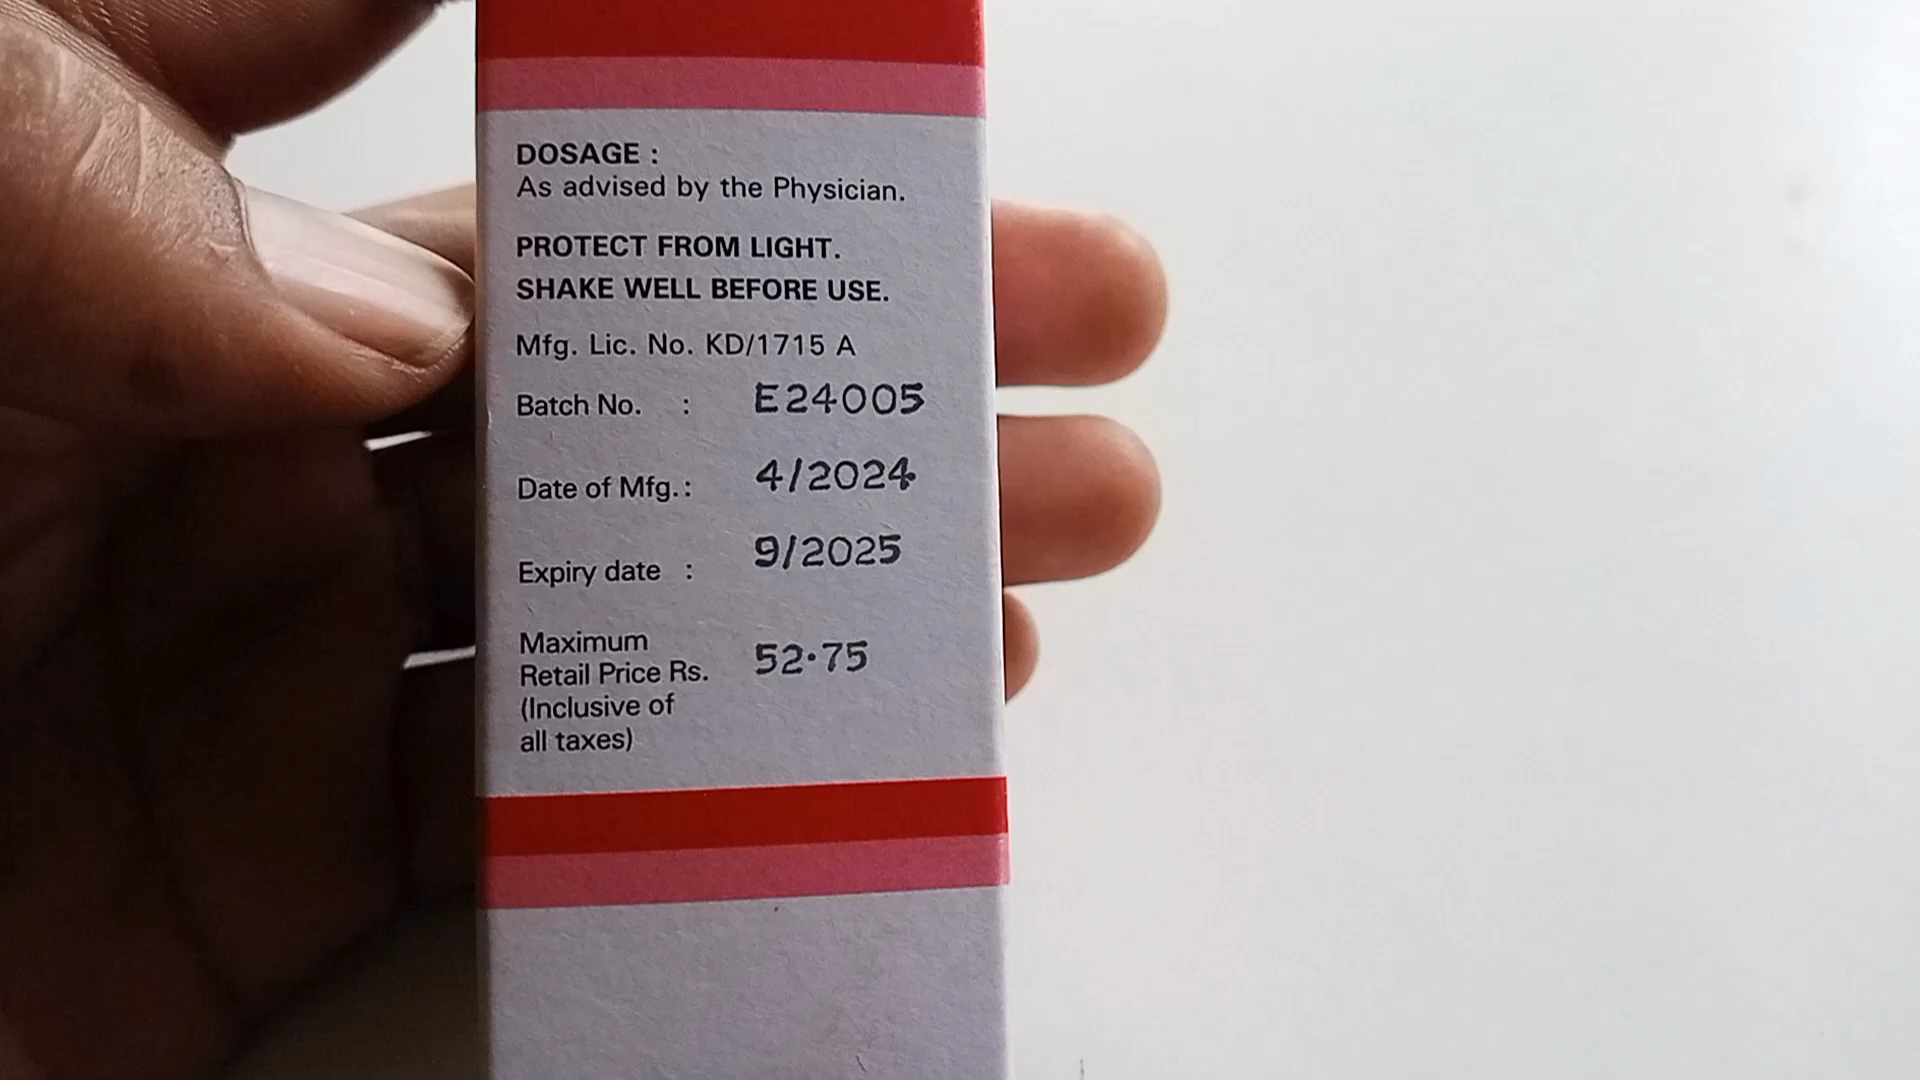 DOSAGE :
As advised by the Physician.
PROTECT FROM LIGHT.
SHAKE WELL BEFORE USE.
Mfg. Lic. No. KD/1715 A
Batch No. : E24005
Date of Mfg.: 4/2024
Expiry date : 9/2025
Maximum
Retail Price Rs. 52·75
(Inclusive of
all taxes)